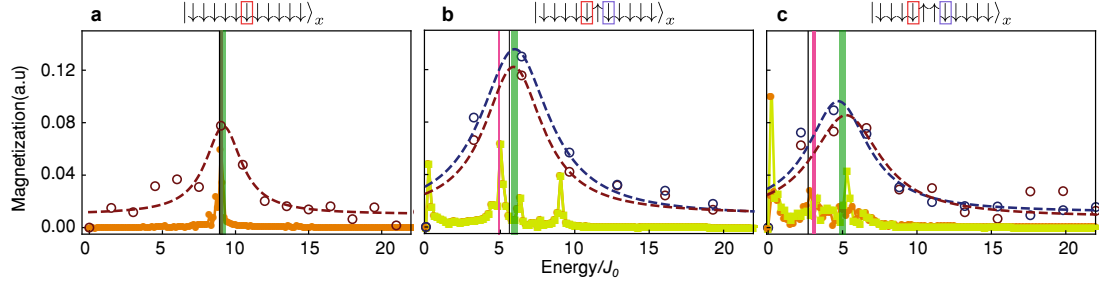 a |↓↓↓↓↓↓↓↓↓↓↓⟩x b |↓↓↓↓↓↑↓↓↓↓↓⟩x c |↓↓↓↓↑↑↓↓↓↓⟩x
0.12
0.08
0.04
0.00
Magnetization(a.u)
0 5 10 15 20 0 5 10 15 20 0 5 10 15 20
Energy/J0